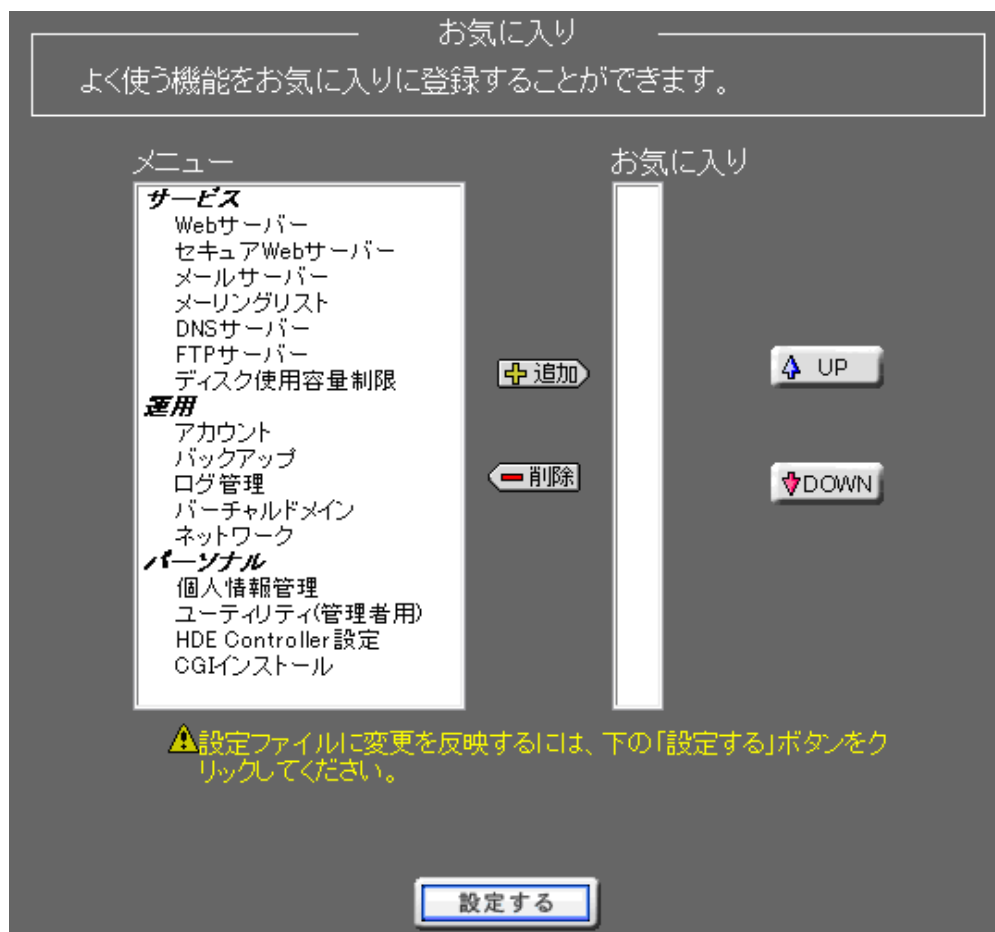 お気に入り
よく使う機能をお気に入りに登録することができます。
メニュー
お気に入り
サービス
Webサーバー
セキュアWebサーバー
メールサーバー
メーリングリスト
DNSサーバー
FTPサーバー
ディスク使用容量制限
運用
アカウント
バックアップ
ログ管理
バーチャルドメイン
ネットワーク
パーソナル
個人情報管理
ユーティリティ(管理者用)
HDE Controller設定
CGIインストール
追加
削除
UP
DOWN
設定ファイルに変更を反映するには、下の「設定する」ボタンをク
リックしてください。
設定する